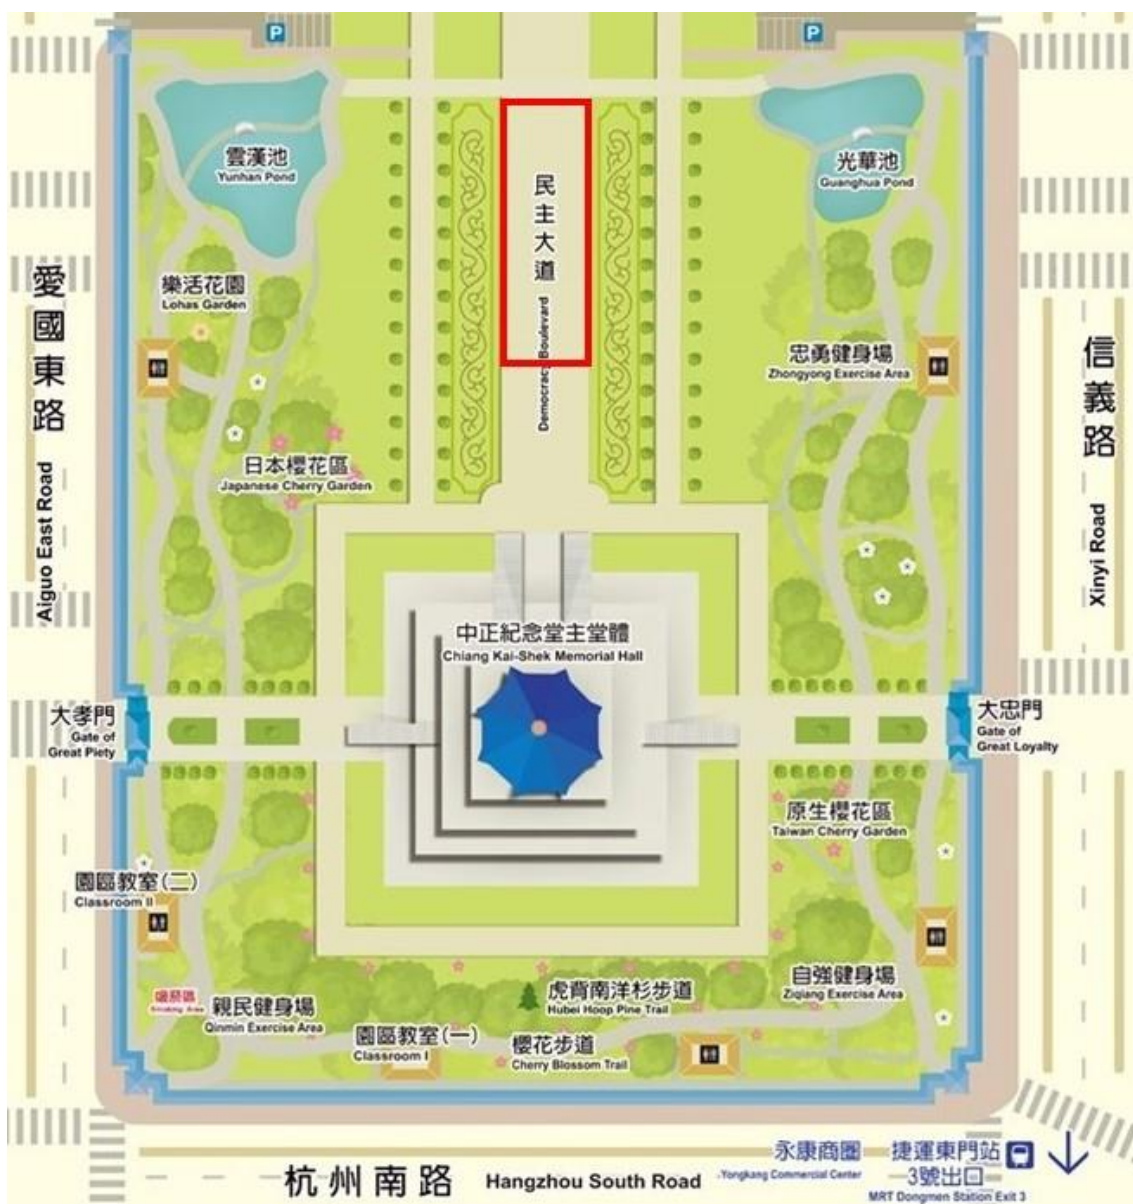 P
P
雲漢池
Yunhan Pond
光華池
Guanghua Pond
民主大道
Democracy Boulevard
愛國東路
Aiguo East Road
樂活花園
Lohas Garden
忠勇健身場
Zhongyong Exercise Area
信義路
Xinyi Road
日本櫻花區
Japanese Cherry Garden
中正紀念堂主堂體
Chiang Kai-Shek Memorial Hall
大孝門
Gate of
Great Piety
大忠門
Gate of
Great Loyalty
原生櫻花區
Taiwan Cherry Garden
園區教室(二)
Classroom II
吸菸區
Smoking Area
親民健身場
Qinmin Exercise Area
虎背南洋杉步道
Hubei Hoop Pine Trail
自強健身場
Ziqiang Exercise Area
園區教室(一)
Classroom I
櫻花步道
Cherry Blossom Trail
杭州南路 Hangzhou South Road
永康商圈
Yongkang Commercial Center
捷運東門站
3號出口
MRT Dongmen Station Exit 3